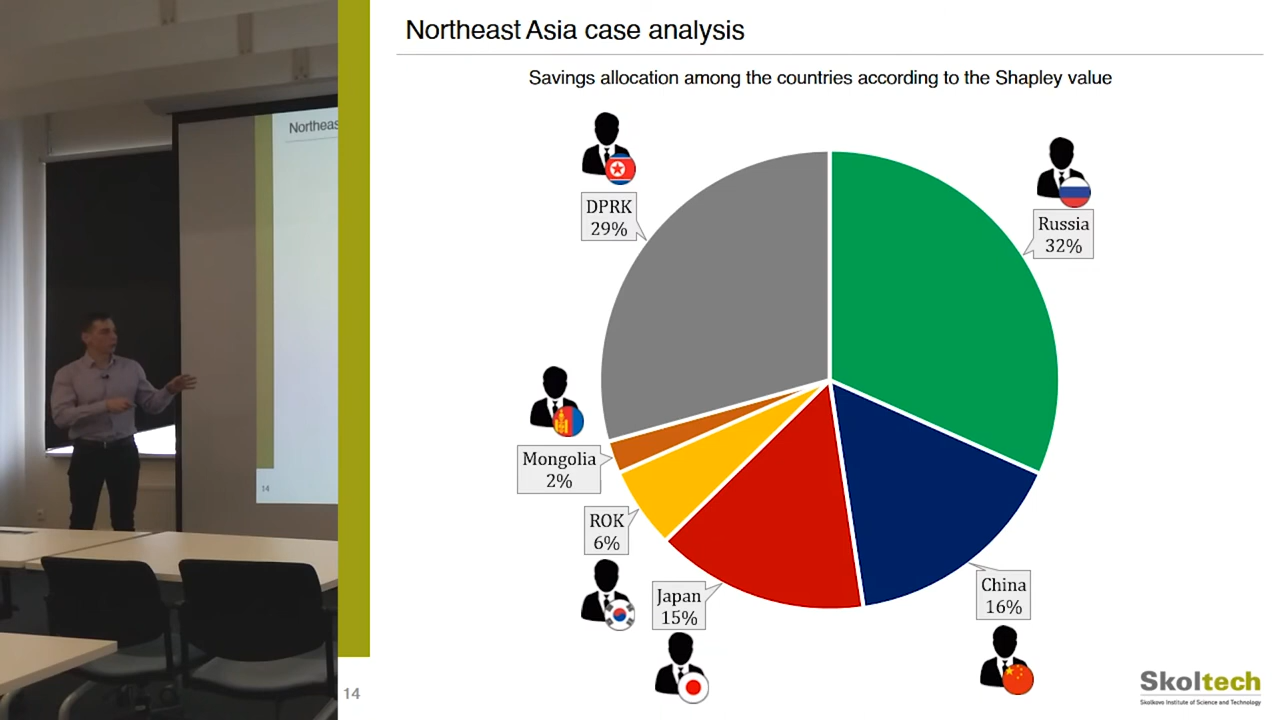 Northeast Asia case analysis
Savings allocation among the countries according to the Shapley value
Northeas
DPRK
29%
Russia
32%
Mongolia
2%
ROK
6%
Japan
15%
China
16%
14
14
Skoltech
Skolkovo Institute of Science and Technology